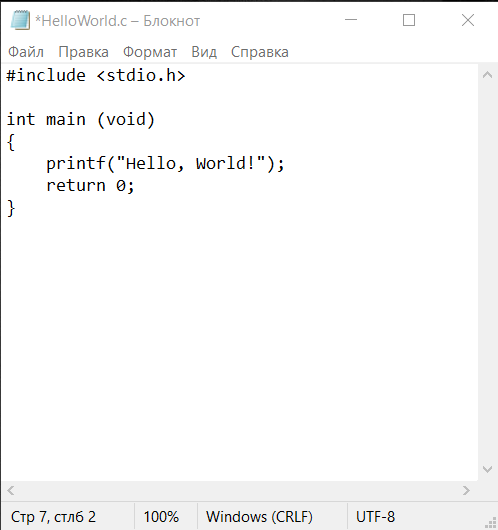 *HelloWorld.c – Блокнот
Файл Правка Формат Вид Справка
#include <stdio.h>

int main (void)
{
    printf("Hello, World!");
    return 0;
}
Стр 7, стлб 2 100% Windows (CRLF) UTF-8